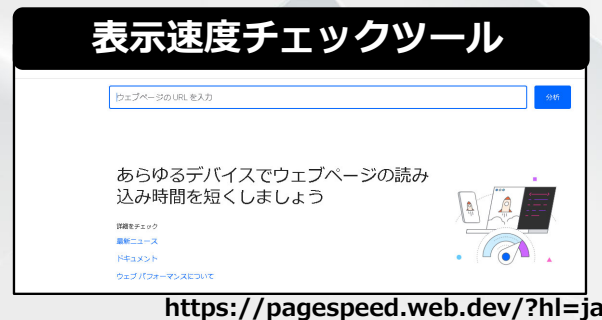 表示速度チェックツール
ウェブページの URL を入力
分析
あらゆるデバイスでウェブページの読み
込み時間を短くしましょう
詳細をチェック
最新ニュース
ドキュメント
ウェブ パフォーマンスについて
https://pagespeed.web.dev/?hl=ja